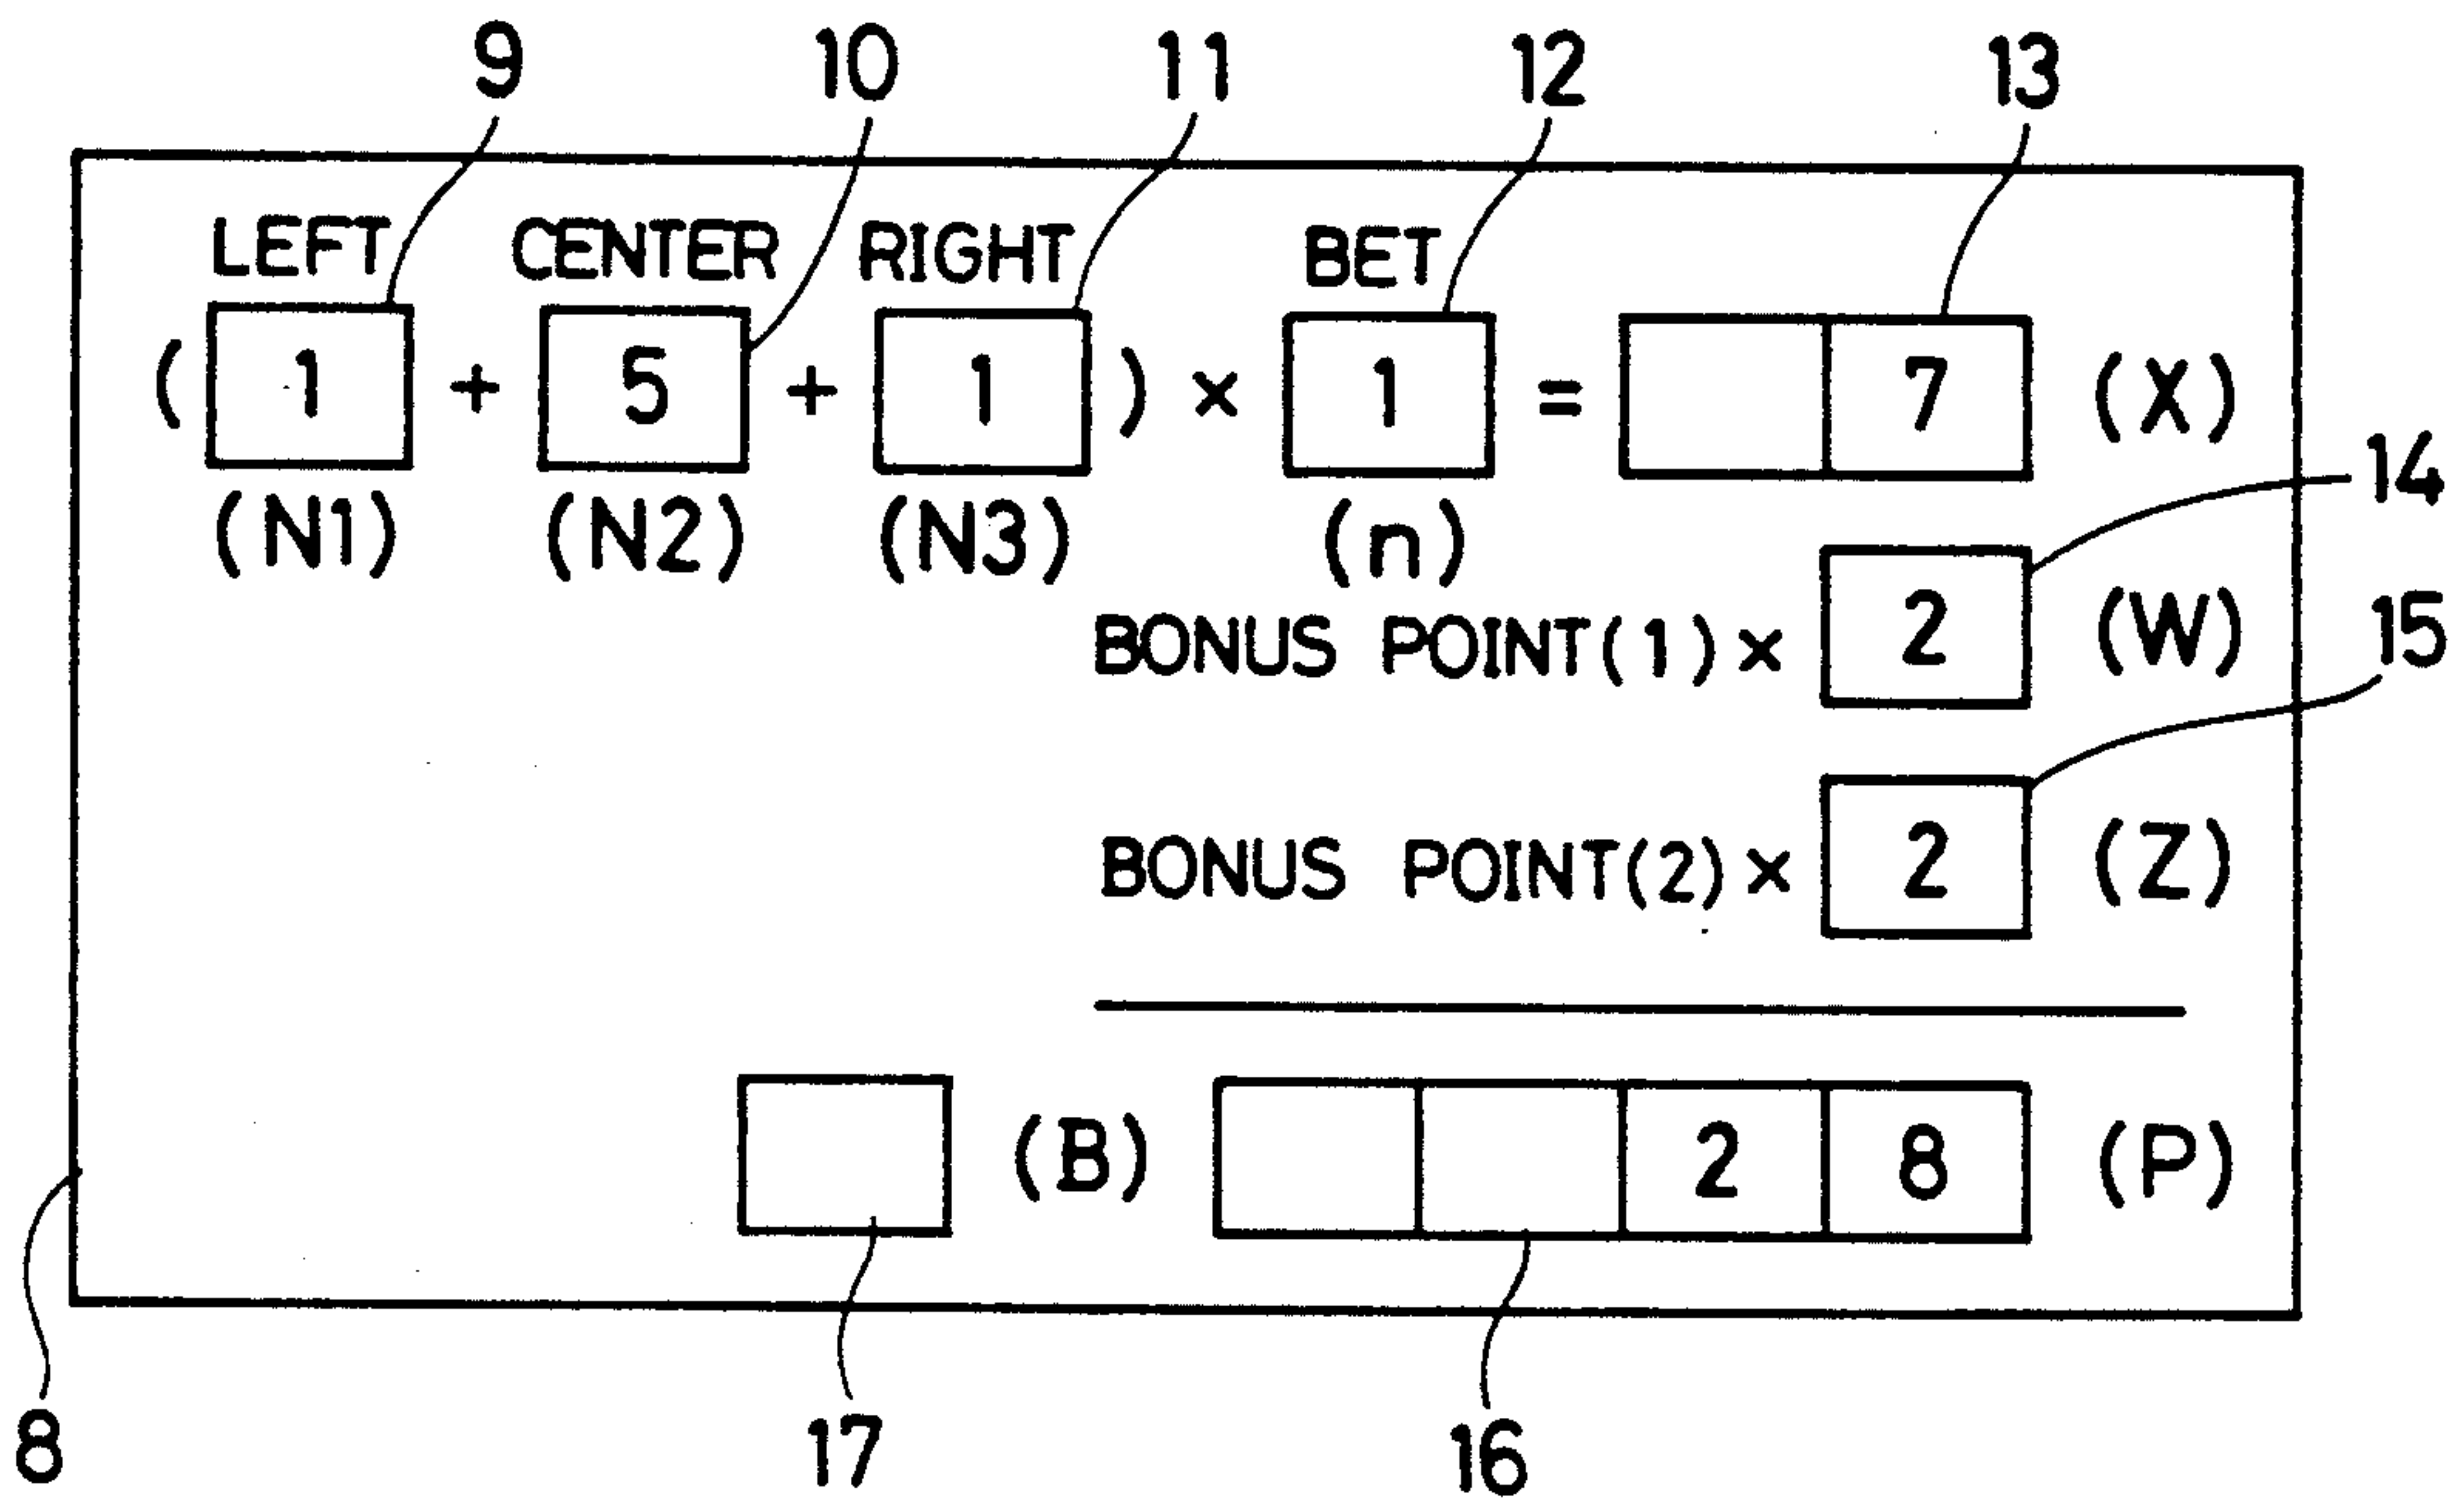 9 10 11 12 13
LEFT CENTER RIGHT BET
( 1 + 5 + 1 ) × 1 = 7 (X)
14
(N1) (N2) (N3) (n)
BONUS POINT(1) × 2 (W)
15
BONUS POINT(2) × 2 (Z)
(B) 2 8 (P)
8 17 16